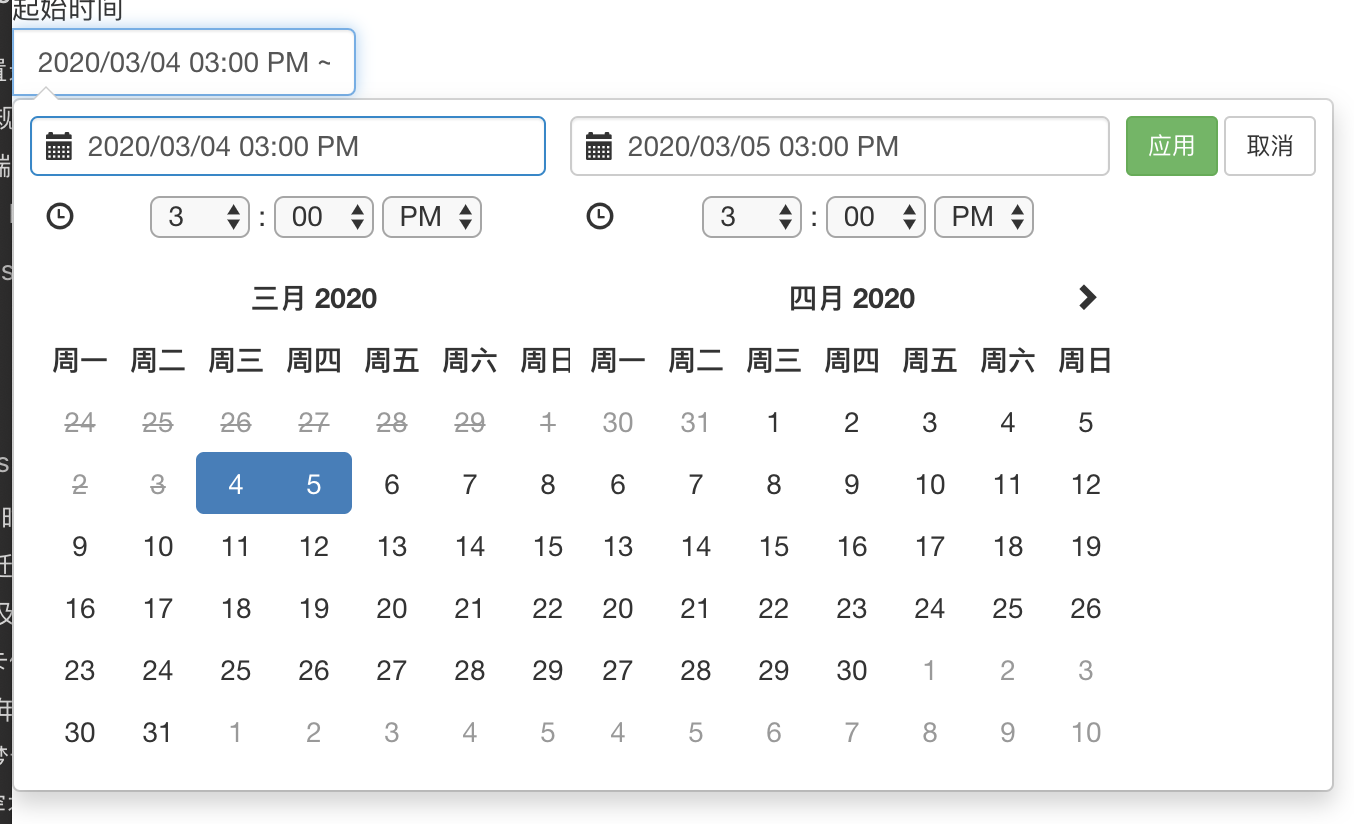 起始时间
2020/03/04 03:00 PM ~
2020/03/04 03:00 PM 2020/03/05 03:00 PM 应用 取消
3 : 00 PM 3 : 00 PM
三月 2020 四月 2020
周一 周二 周三 周四 周五 周六 周日 周一 周二 周三 周四 周五 周六 周日
24 25 26 27 28 29 1 30 31 1 2 3 4 5
2 3 4 5 6 7 8 6 7 8 9 10 11 12
9 10 11 12 13 14 15 13 14 15 16 17 18 19
16 17 18 19 20 21 22 20 21 22 23 24 25 26
23 24 25 26 27 28 29 27 28 29 30 1 2 3
30 31 1 2 3 4 5 4 5 6 7 8 9 10